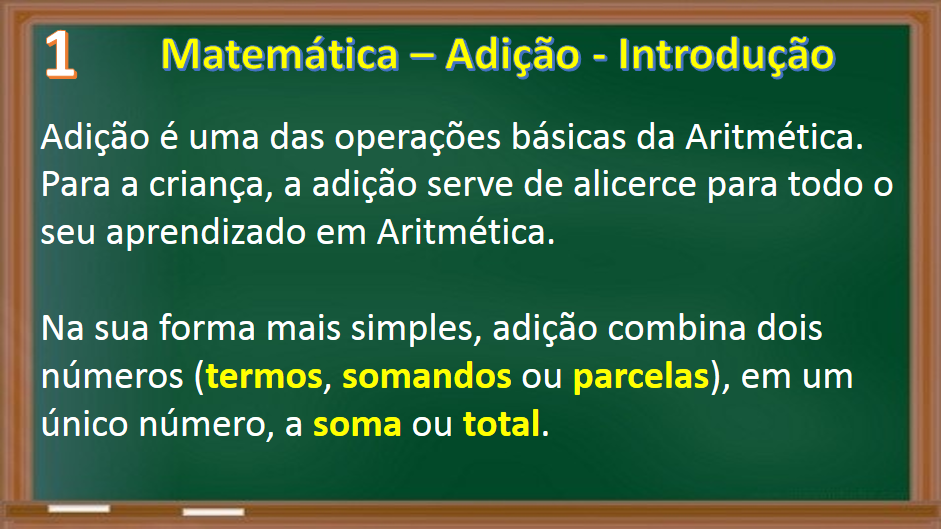 1
Matemática – Adição - Introdução
Adição é uma das operações básicas da Aritmética.
Para a criança, a adição serve de alicerce para todo o
seu aprendizado em Aritmética.
Na sua forma mais simples, adição combina dois
números (termos, somandos ou parcelas), em um
único número, a soma ou total.